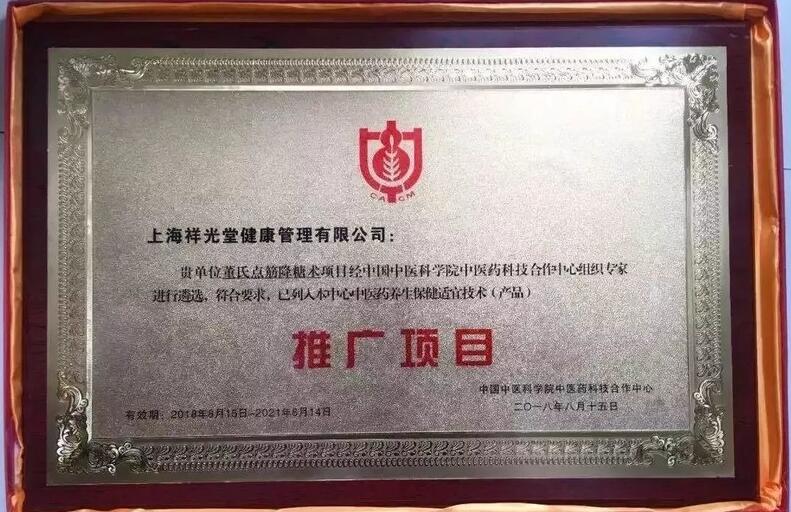 CACM
上海祥光堂健康管理有限公司：
贵单位董氏点筋降糖术项目经中国中医科学院中医药科技合作中心组织专家
进行遴选，符合要求，已列入本中心中医药养生保健适宜技术（产品）
推广项目
中国中医科学院中医药科技合作中心
有效期：2018年8月15日-2021年8月14日
二〇一八年八月十五日